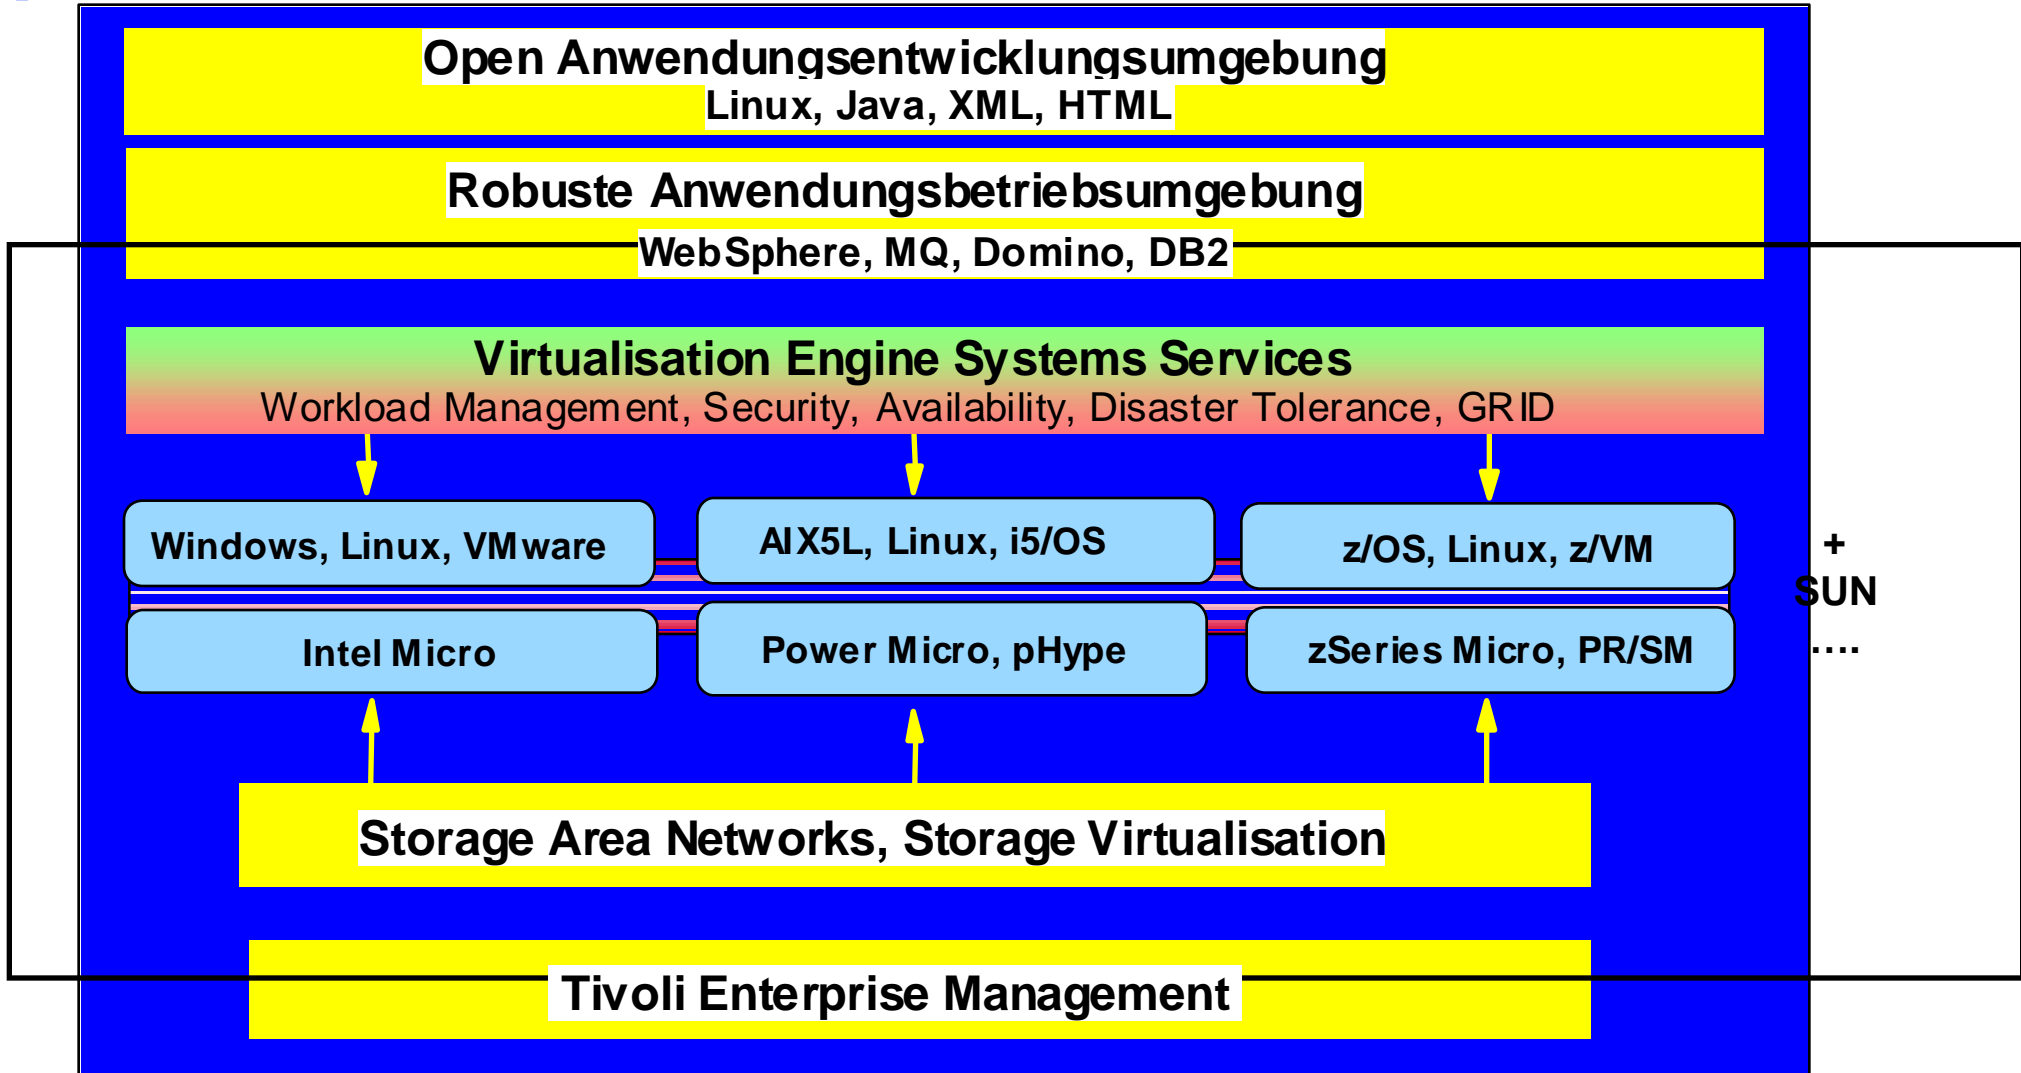 Open Anwendungsentwicklungsumgebung
Linux, Java, XML, HTML
Robuste Anwendungsbetriebsumgebung
WebSphere, MQ, Domino, DB2
Virtualisation Engine Systems Services
Workload Management, Security, Availability, Disaster Tolerance, GRID
Windows, Linux, VMware
AIX5L, Linux, i5/OS
z/OS, Linux, z/VM
Intel Micro
Power Micro, pHype
zSeries Micro, PR/SM
+
SUN
....
Storage Area Networks, Storage Virtualisation
Tivoli Enterprise Management